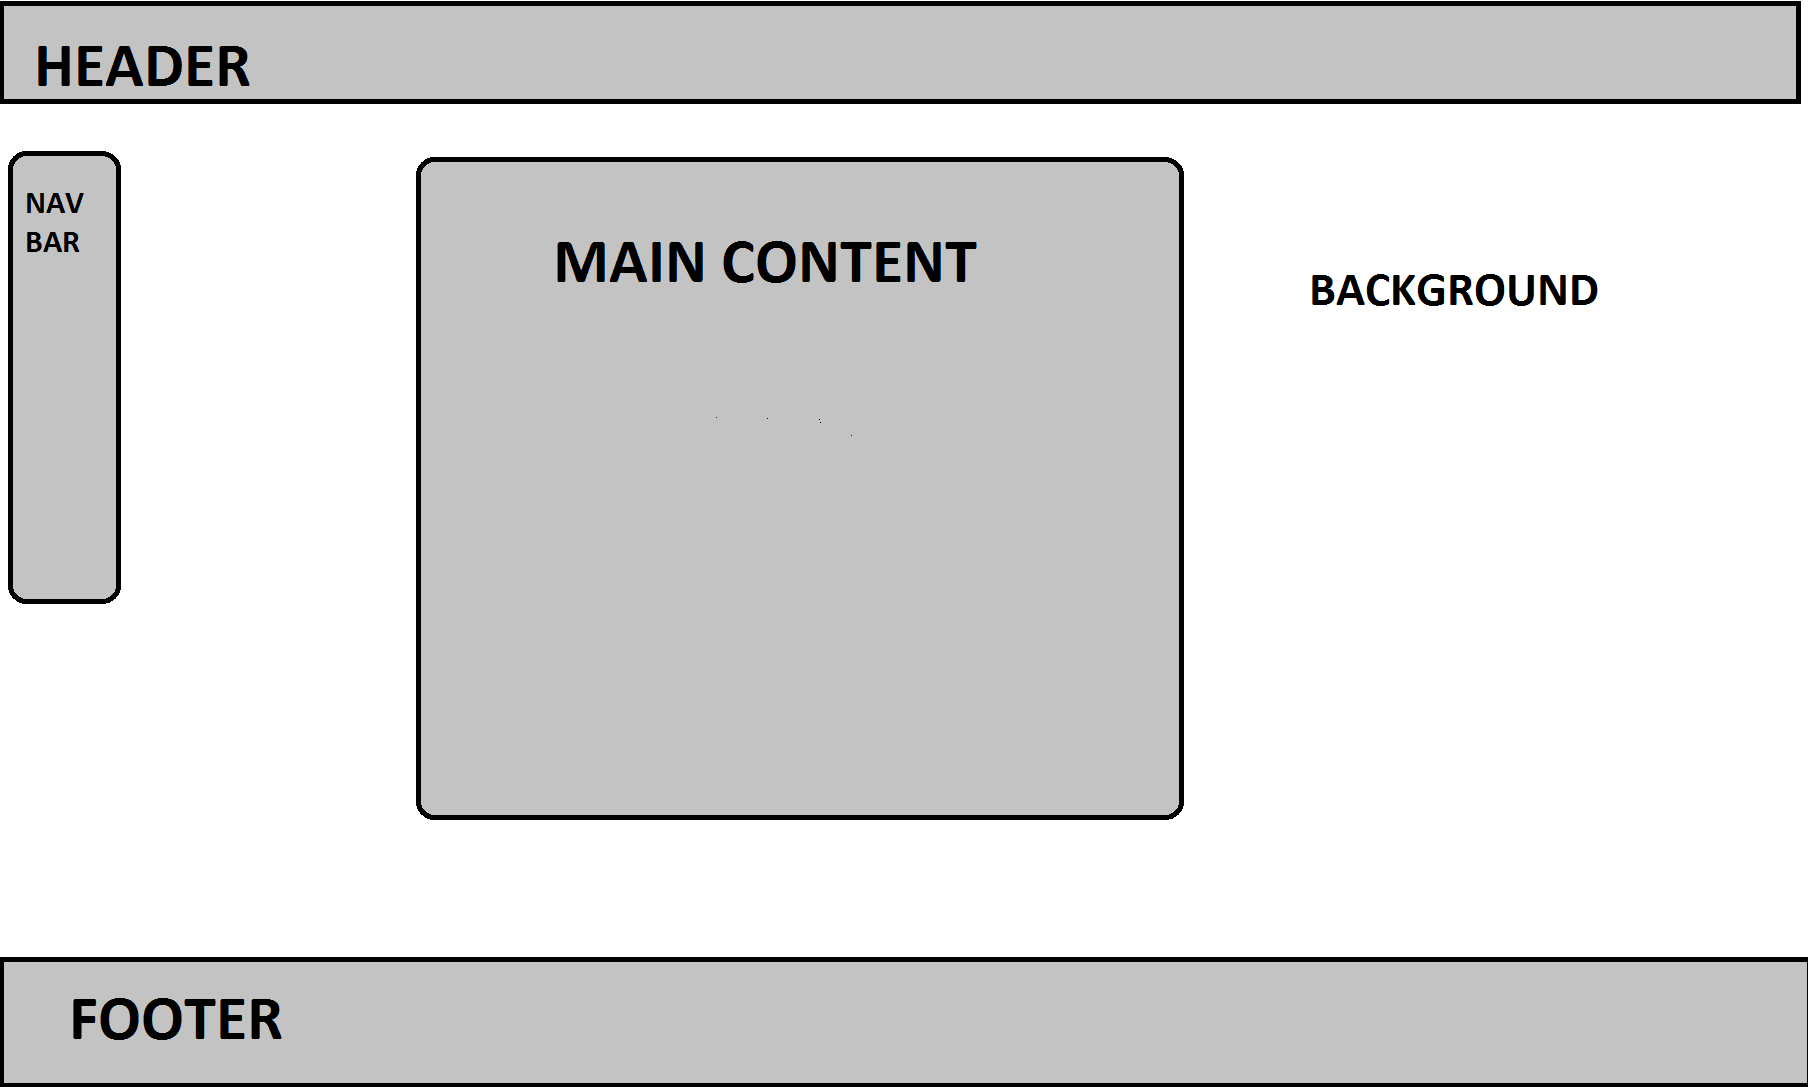 HEADER
NAV
BAR
MAIN CONTENT
BACKGROUND
FOOTER